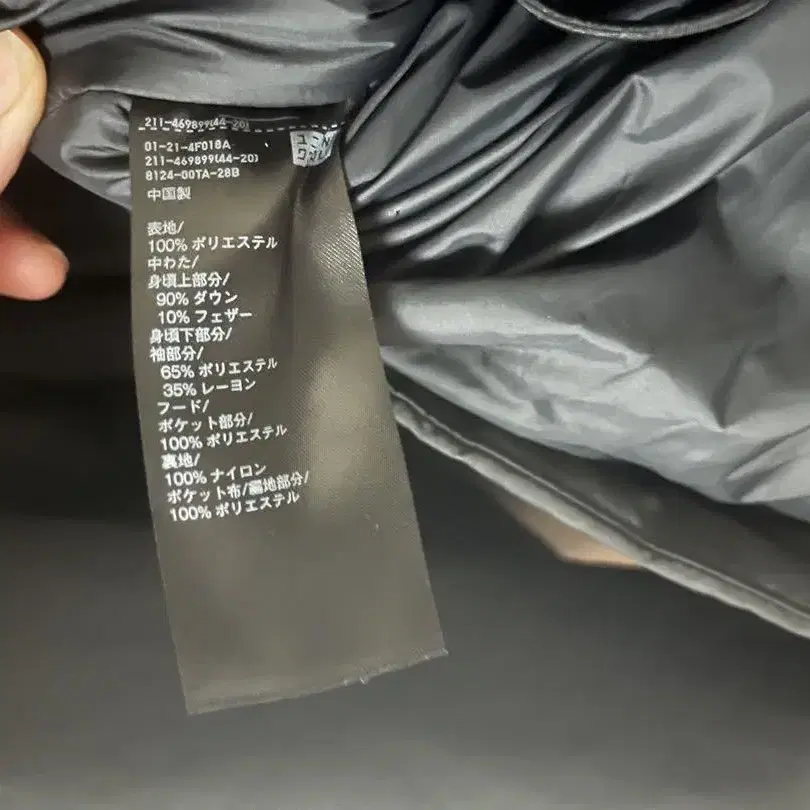 211-469899(44-20)
01-21-4F018A
211-469899(44-20)
8124-00TA-28B
中国製
表地/
100% ポリエステル
中わた/
身頃上部分/
90% ダウン
10% フェザー
身頃下部分/
袖部分/
65% ポリエステル
35% レーヨン
フード/
ポケット部分/
100% ポリエステル
裏地/
100% ナイロン
ポケット布/裏地部分/
100% ポリエステル